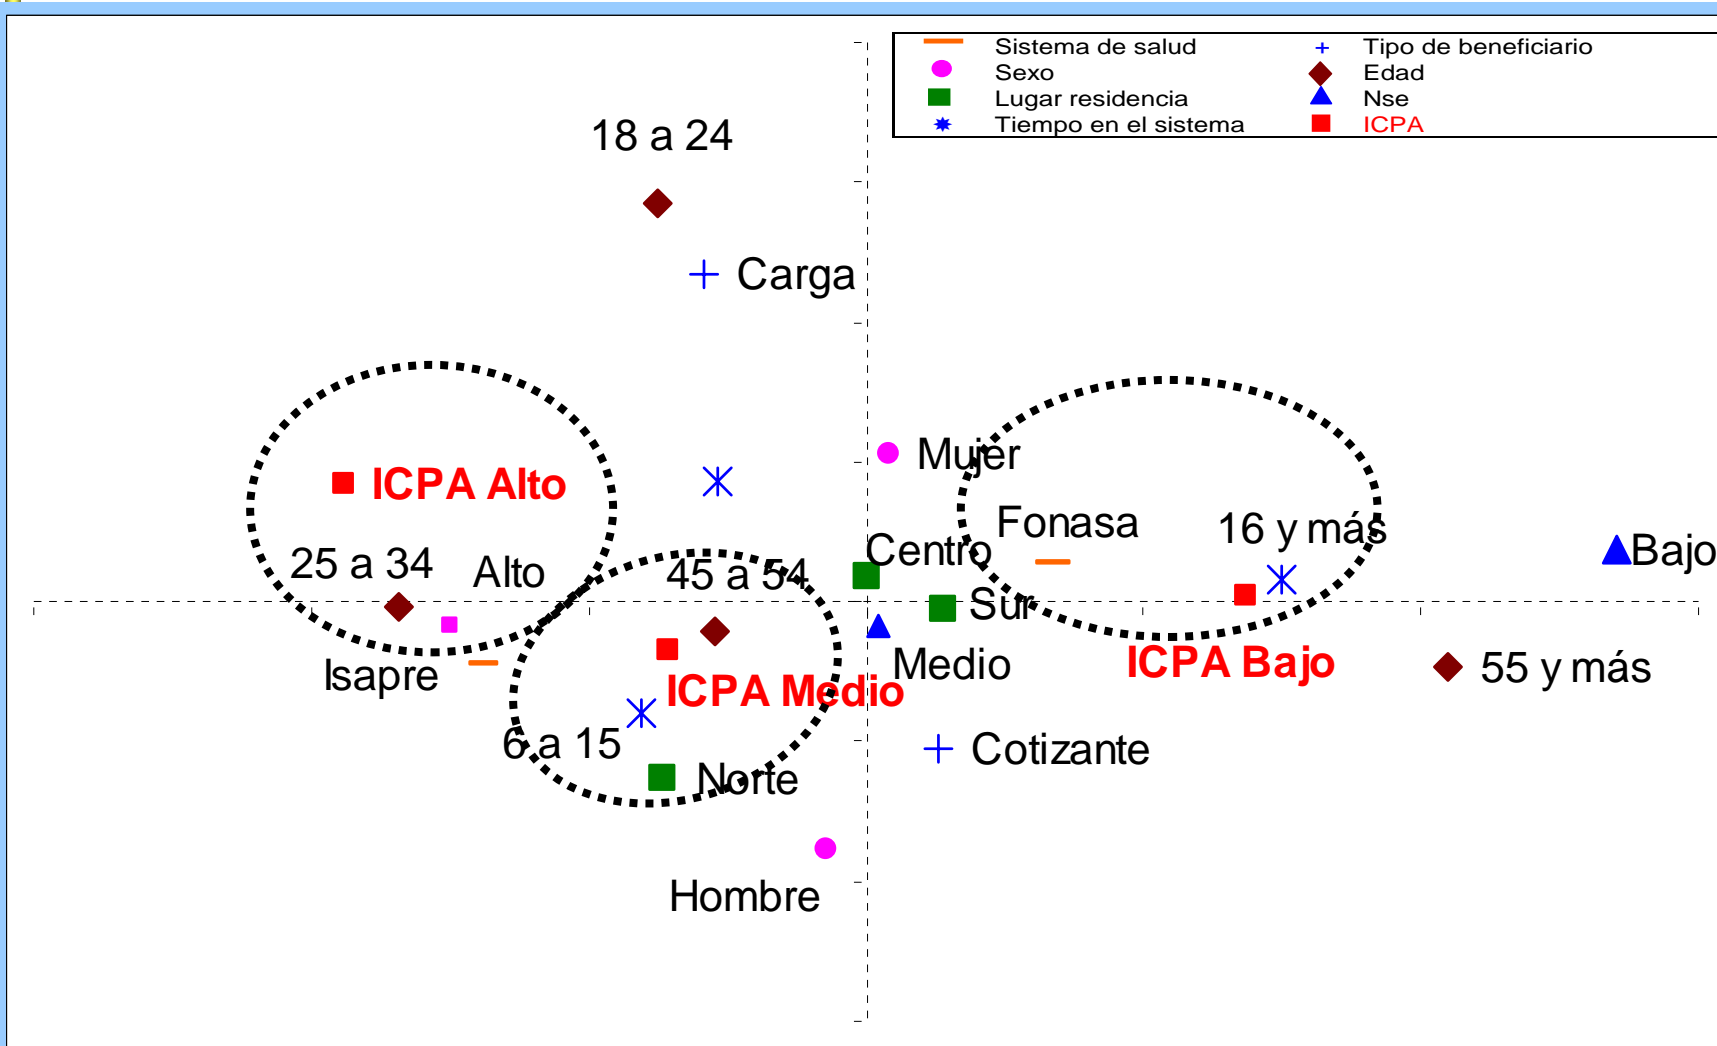 Sistema de salud
Tipo de beneficiario
Sexo
Edad
Lugar residencia
Nse
Tiempo en el sistema
ICPA
18 a 24
Carga
Mujer
ICPA Alto
Fonasa
16 y más
Centro
Bajo
25 a 34
Alto
45 a 54
Sur
Isapre
Medio
ICPA Bajo
55 y más
ICPA Medio
6 a 15
Cotizante
Norte
Hombre